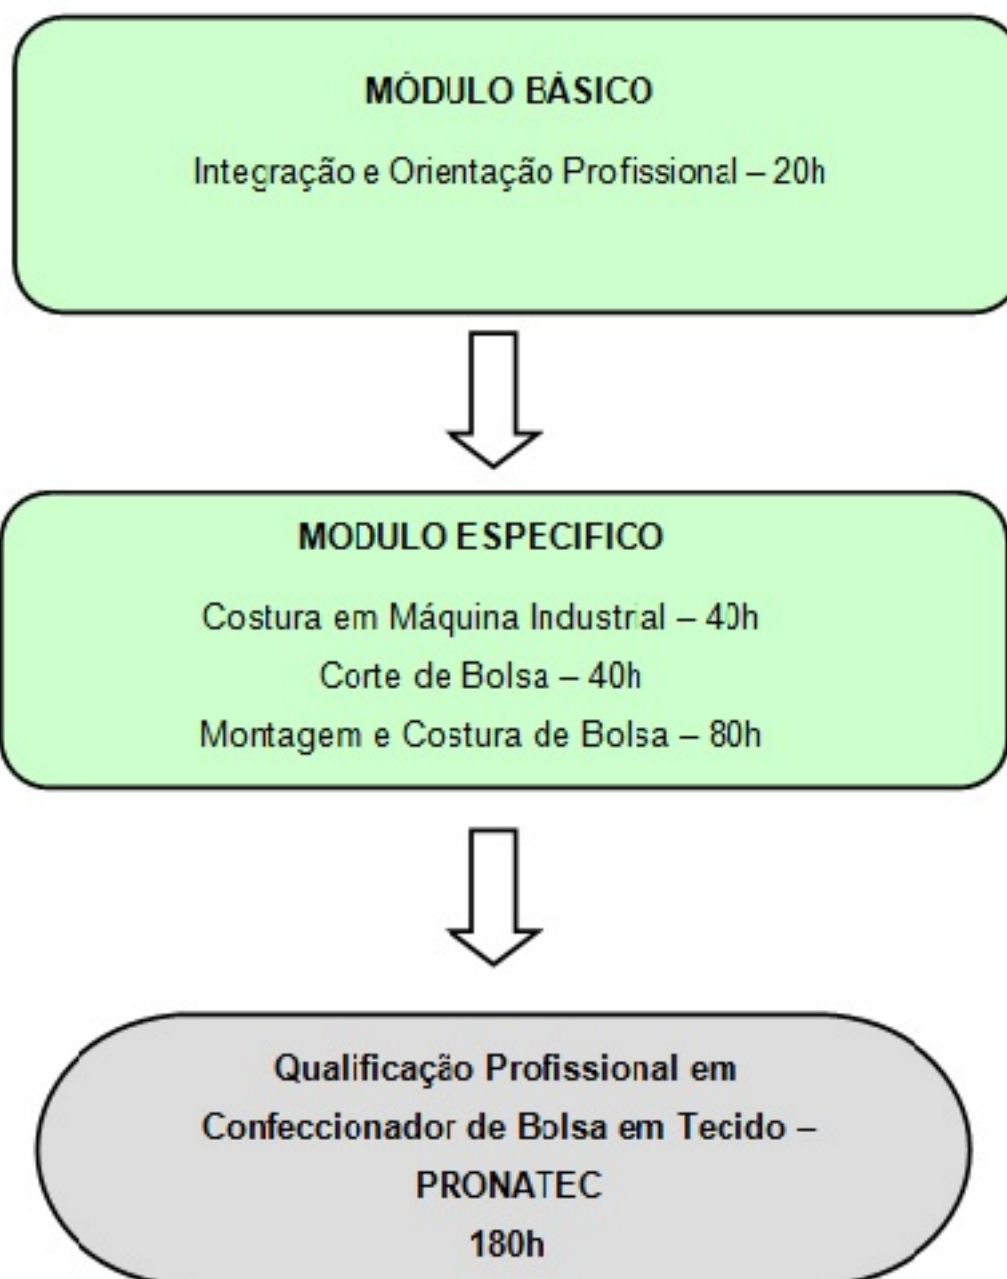 MÓDULO BÁSICO
Integração e Orientação Profissional – 20h
MODULO ESPECIFICO
Costura em Máquina Industrial – 40h
Corte de Bolsa – 40h
Montagem e Costura de Bolsa – 80h
Qualificação Profissional em
Confeccionador de Bolsa em Tecido –
PRONATEC
180h